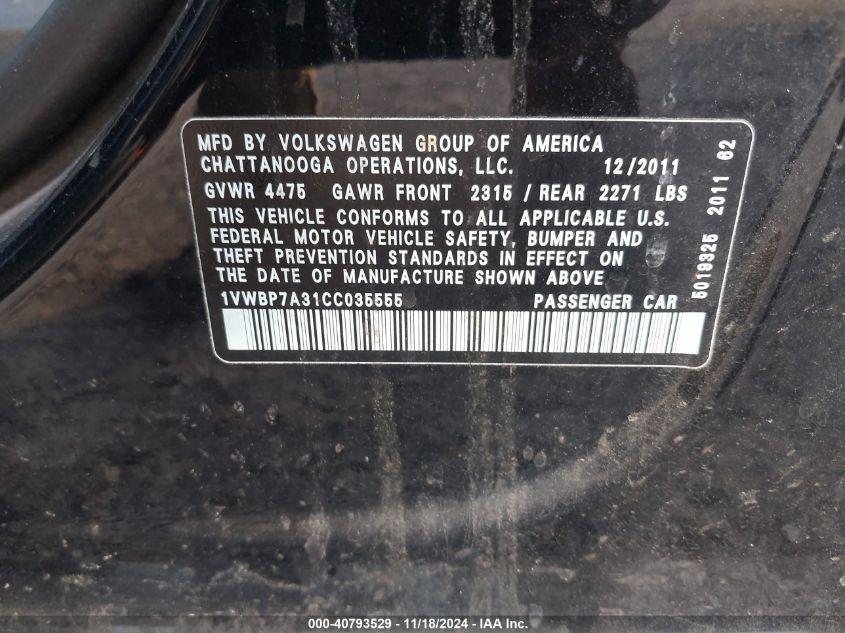 MFD BY VOLKSWAGEN GROUP OF AMERICA
CHATTANOOGA OPERATIONS, LLC. 12/2011
GVWR 4475 GAWR FRONT 2315 / REAR 2271 LBS
THIS VEHICLE CONFORMS TO ALL APPLICABLE U.S.
FEDERAL MOTOR VEHICLE SAFETY, BUMPER AND
THEFT PREVENTION STANDARDS IN EFFECT ON
THE DATE OF MANUFACTURE SHOWN ABOVE
1VWBP7A31CC035555 PASSENGER CAR
5019325 2011 62
000-40793529 - 11/18/2024 - IAA Inc.